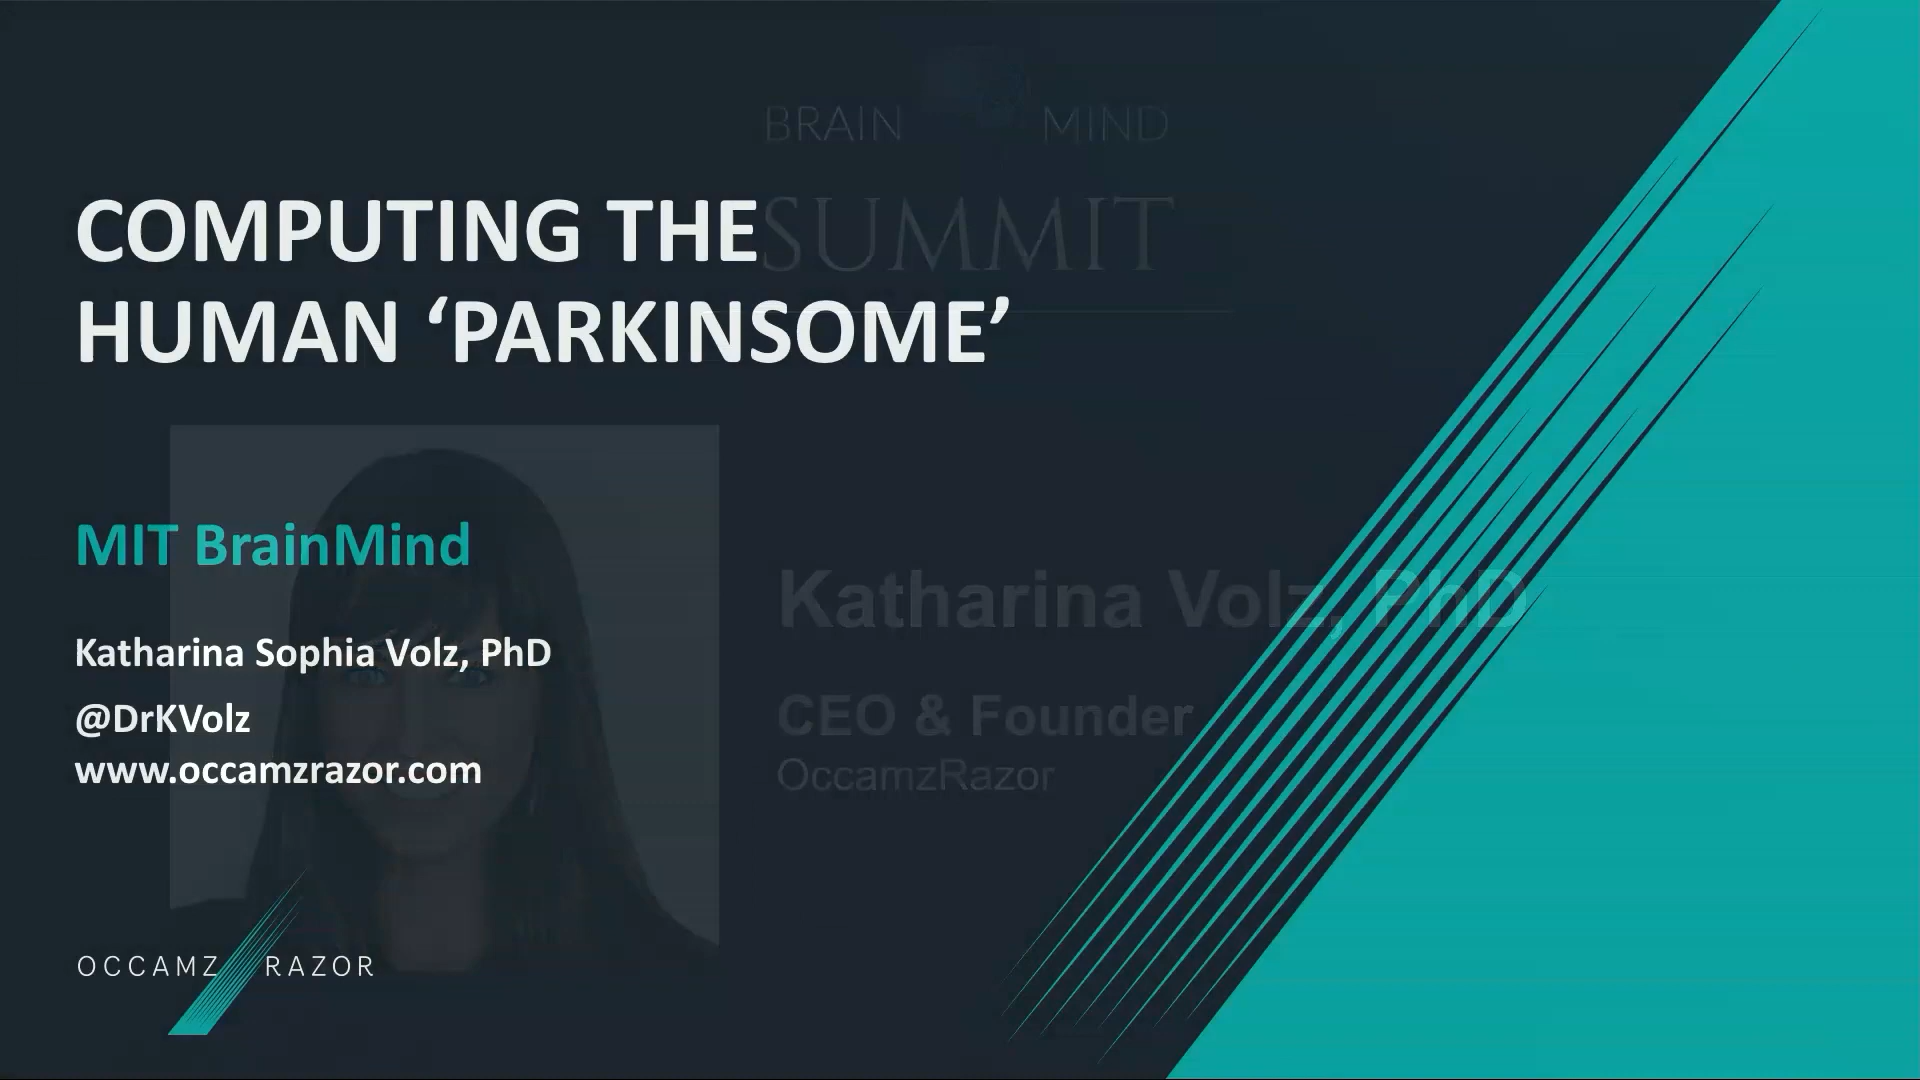 BRAIN MIND
SUMMIT
COMPUTING THE
HUMAN ‘PARKINSOME’
MIT BrainMind
Katharina Sophia Volz, PhD
@DrKVolz
www.occamzrazor.com
Katharina Volz, PhD
CEO & Founder
OccamzRazor
OCCAMZ RAZOR